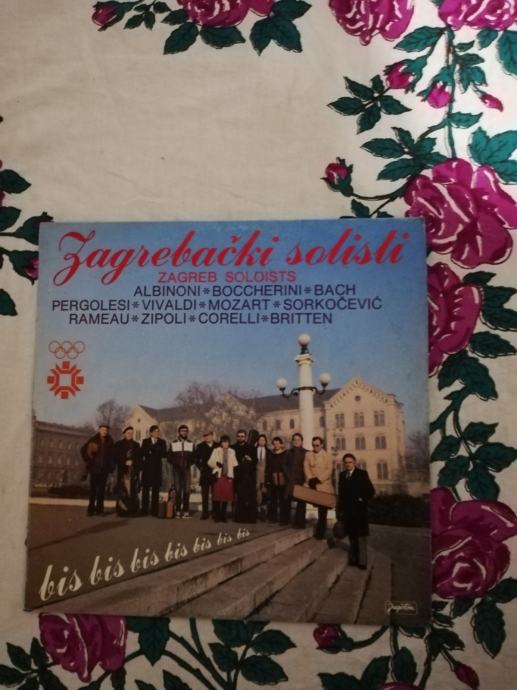 Zagrebački solisti
ZAGREB SOLOISTS
ALBINONI*BOCCHERINI*BACH
PERGOLESI*VIVALDI*MOZART*SORKOČEVIĆ
RAMEAU*ZIPOLI*CORELLI*BRITTEN
bis bis bis bis bis bis bis
Jugoton